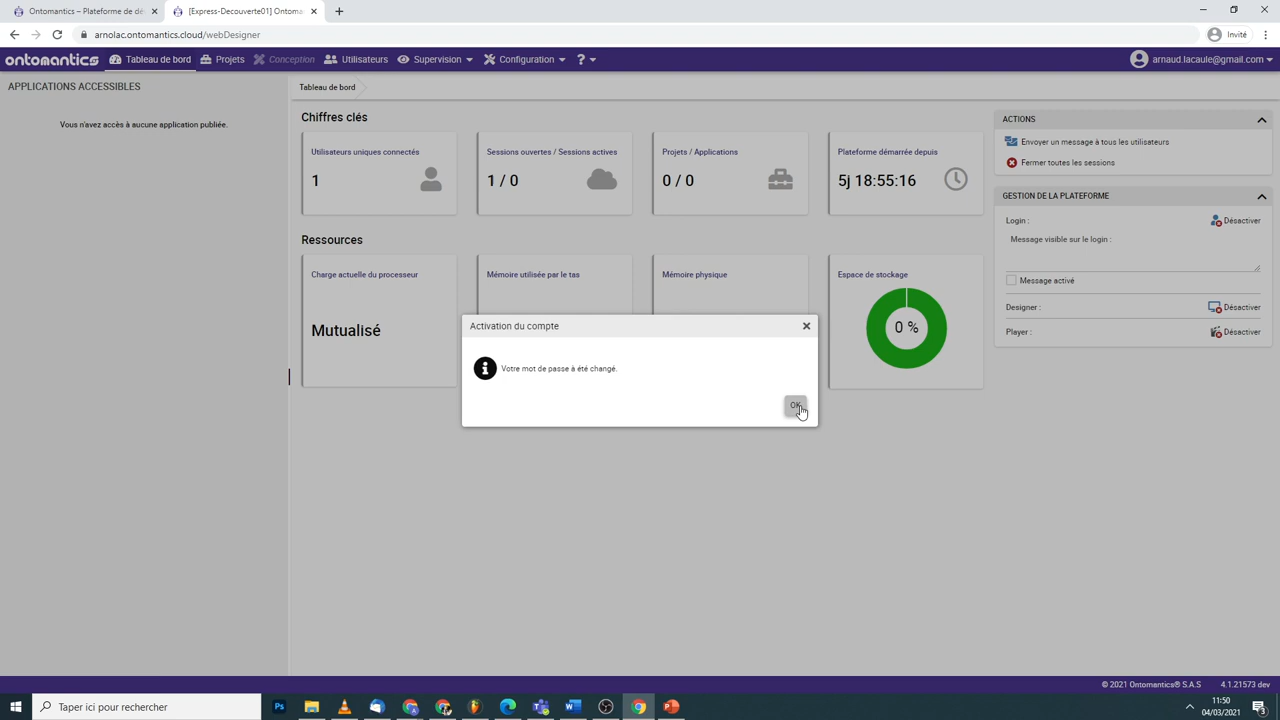 Ontomantics – Plateforme de dé
[Express-Decouverte01] Ontoma
arnolac.ontomantics.cloud/webDesigner
Invité
ontomantics Tableau de bord Projets Conception Utilisateurs Supervision Configuration ? arnaud.lacaule@gmail.com
APPLICATIONS ACCESSIBLES
Vous n'avez accès à aucune application publiée.
Tableau de bord
Chiffres clés
Utilisateurs uniques connectés
1
Sessions ouvertes / Sessions actives
1 / 0
Projets / Applications
0 / 0
Plateforme démarrée depuis
5j 18:55:16
Ressources
Charge actuelle du processeur
Mutualisé
Mémoire utilisée par le tas
Mémoire physique
Espace de stockage
0 %
ACTIONS
Envoyer un message à tous les utilisateurs
Fermer toutes les sessions
GESTION DE LA PLATEFORME
Login : Désactiver
Message visible sur le login :
Message activé
Designer : Désactiver
Player : Désactiver
Activation du compte
Votre mot de passe à été changé.
OK
© 2021 Ontomantics® S.A.S 4.1.21573 dev
Taper ici pour rechercher
11:50
04/03/2021
3